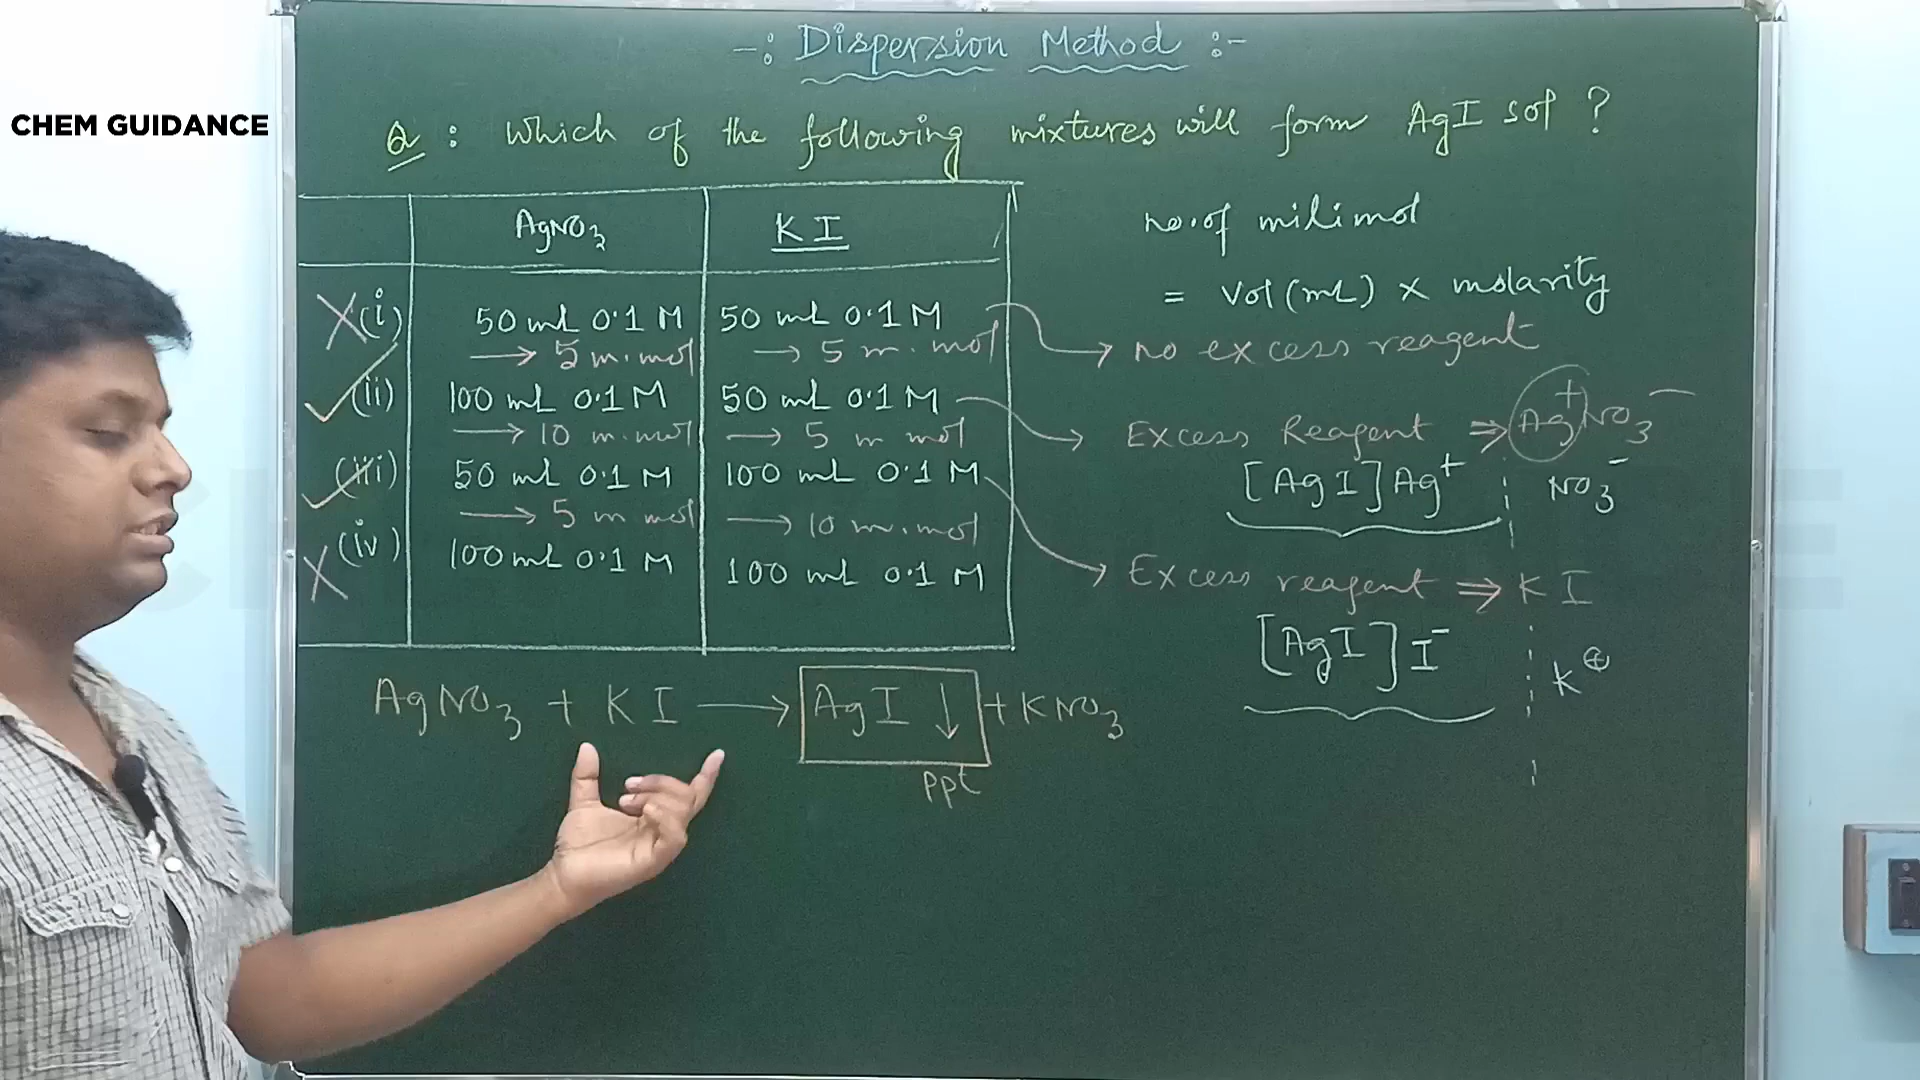 -: Dispersion Method :-
CHEM GUIDANCE
Q : Which of the following mixtures will form AgI sol ?
AgNO₃ KI
(i) 50 mL 0.1 M 50 mL 0.1 M
→ 5 m.mol → 5 m.mol
(ii) 100 mL 0.1 M 50 mL 0.1 M
→ 10 m.mol → 5 m mol
(iii) 50 mL 0.1 M 100 mL 0.1 M
→ 5 m mol → 10 m.mol
(iv) 100 mL 0.1 M 100 mL 0.1 M
no. of milimol
= Vol (mL) × molarity
→ no excess reagent
→ Excess Reagent ⇒ Ag⁺NO₃⁻
[AgI]Ag⁺ NO₃⁻
→ Excess reagent ⇒ KI
[AgI]I⁻ K⊕
AgNO₃ + KI → AgI ↓ + KNO₃
ppt